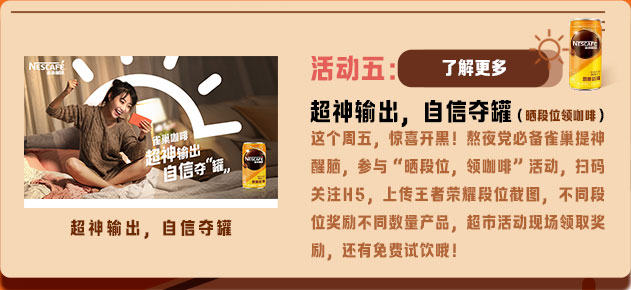 NESCAFÉ
雀巢咖啡
雀巢咖啡
超神输出
自信夺“罐”
NESCAFÉ
超神输出，自信夺罐
活动五：
了解更多
NESCAFÉ
超神输出，自信夺罐（晒段位领咖啡）
这个周五，惊喜开黑！熬夜党必备雀巢提神
醒脑，参与“晒段位，领咖啡”活动，扫码
关注H5，上传王者荣耀段位截图，不同段
位奖励不同数量产品，超市活动现场领取奖
励，还有免费试饮哦！